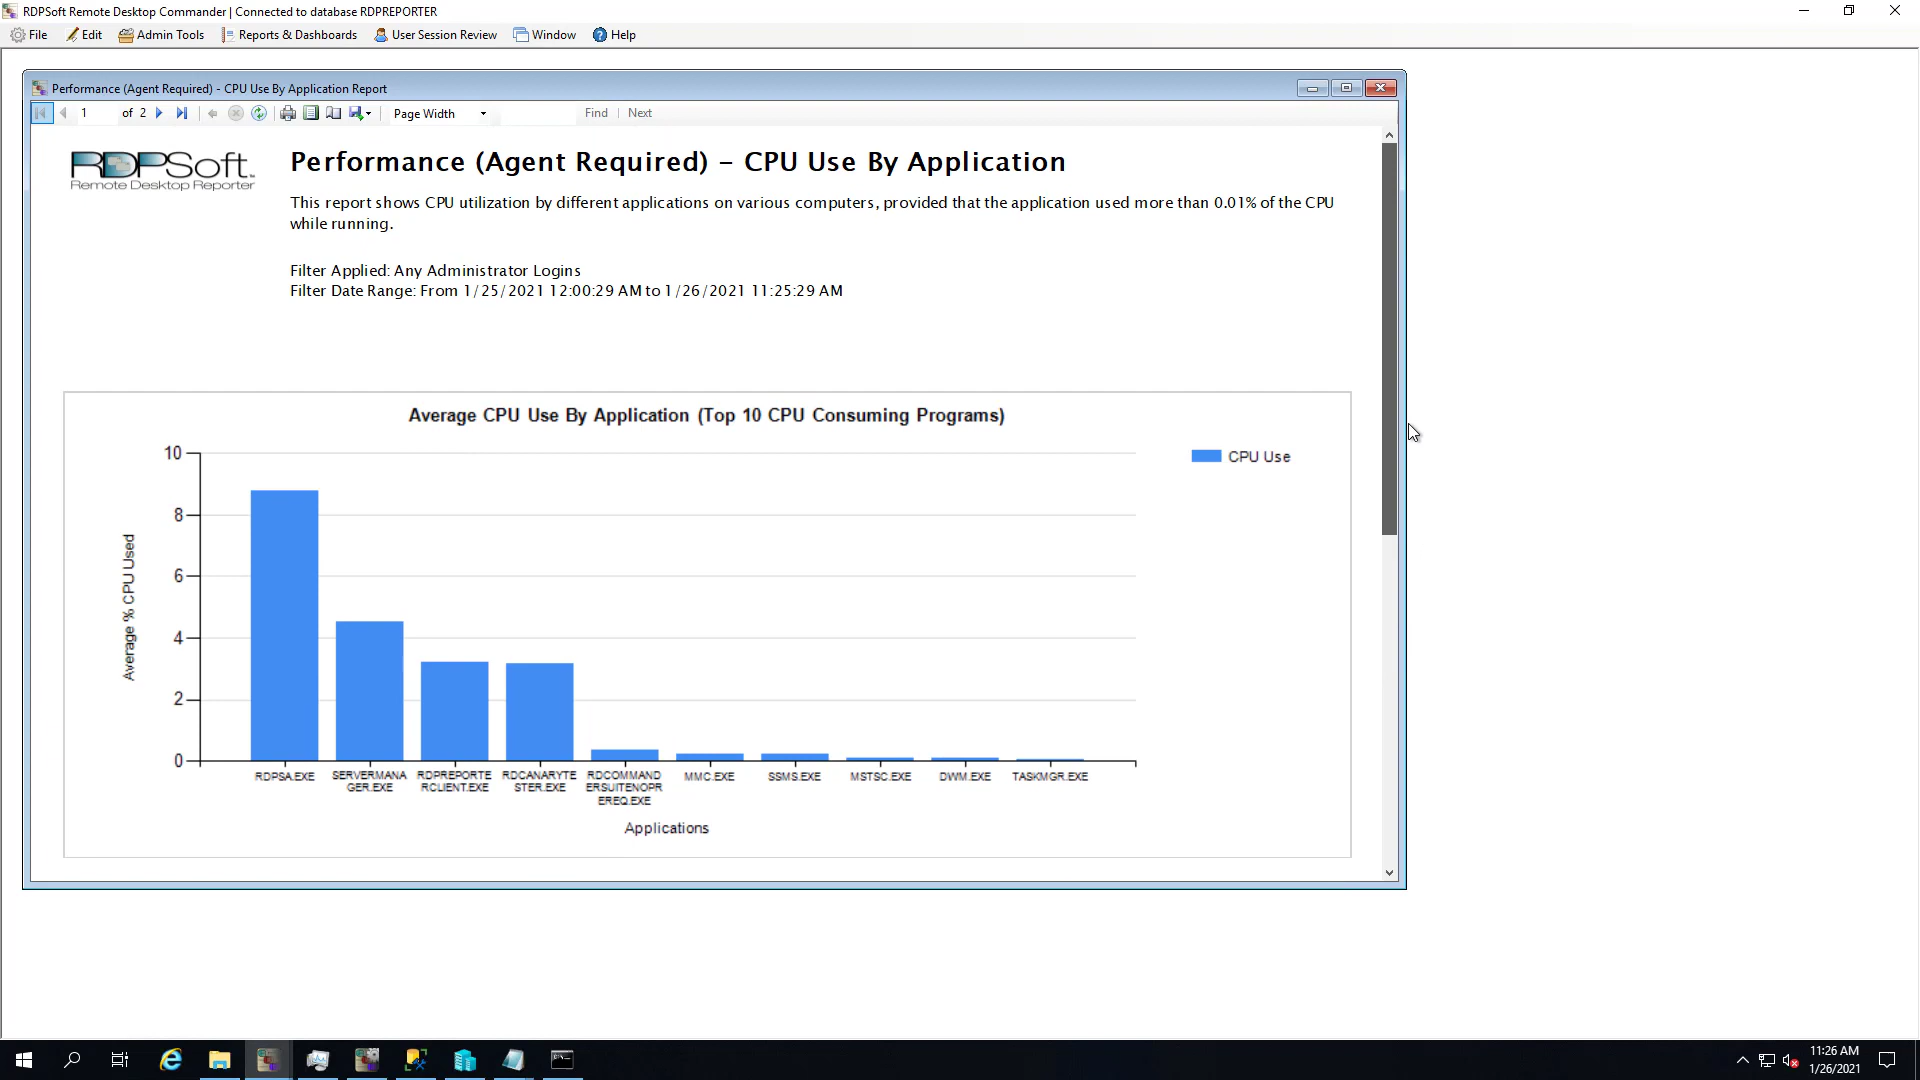 RDPSoft Remote Desktop Commander | Connected to database RDPREPORTER
File Edit Admin Tools Reports & Dashboards User Session Review Window Help
Performance (Agent Required) - CPU Use By Application Report
1 of 2 Page Width Find | Next
RDPSoft
Remote Desktop Reporter
Performance (Agent Required) - CPU Use By Application
This report shows CPU utilization by different applications on various computers, provided that the application used more than 0.01% of the CPU
while running.
Filter Applied: Any Administrator Logins
Filter Date Range: From 1/25/2021 12:00:29 AM to 1/26/2021 11:25:29 AM
Average CPU Use By Application (Top 10 CPU Consuming Programs)
CPU Use
Average % CPU Used
10
8
6
4
2
0
RDPSA.EXE
SERVERMANA
GER.EXE
RDPREPORTE
RCLIENT.EXE
RDCANARYTE
STER.EXE
RDCOMMAND
ERSUITENOPR
EREQ.EXE
MMC.EXE
SSMS.EXE
MSTSC.EXE
DWM.EXE
TASKMGR.EXE
Applications
11:26 AM
1/26/2021